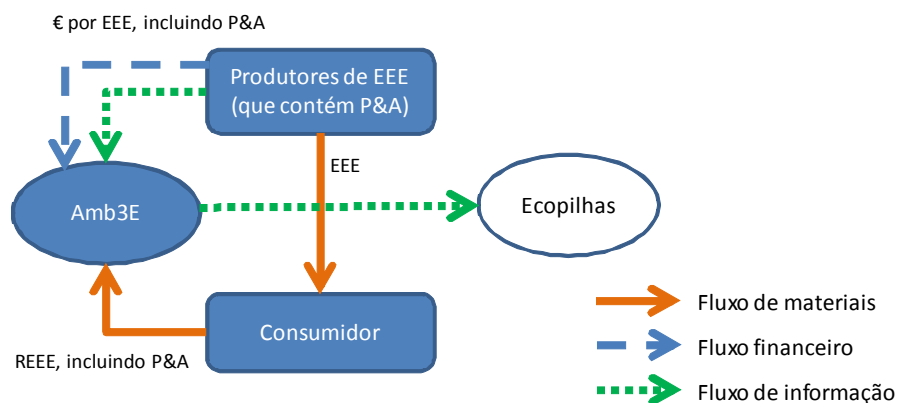 € por EEE, incluindo P&A
Produtores de EEE
(que contém P&A)
EEE
Amb3E
Ecopilhas
Consumidor
REEE, incluindo P&A
Fluxo de materiais
Fluxo financeiro
Fluxo de informação